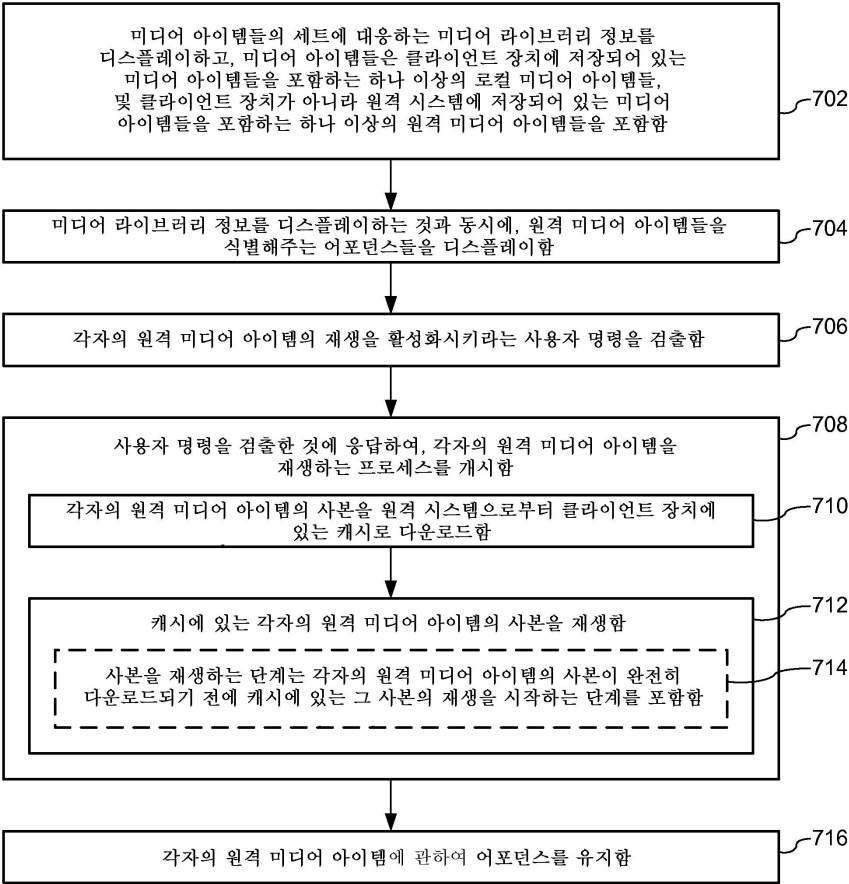 미디어 아이템들의 세트에 대응하는 미디어 라이브러리 정보를
디스플레이하고, 미디어 아이템들은 클라이언트 장치에 저장되어 있는
미디어 아이템들을 포함하는 하나 이상의 로컬 미디어 아이템들,
및 클라이언트 장치가 아니라 원격 시스템에 저장되어 있는 미디어
아이템들을 포함하는 하나 이상의 원격 미디어 아이템들을 포함함
702
미디어 라이브러리 정보를 디스플레이하는 것과 동시에, 원격 미디어 아이템들을
식별해주는 어포던스들을 디스플레이함
704
각자의 원격 미디어 아이템의 재생을 활성화시키라는 사용자 명령을 검출함
706
708
사용자 명령을 검출한 것에 응답하여, 각자의 원격 미디어 아이템을
재생하는 프로세스를 개시함
각자의 원격 미디어 아이템의 사본을 원격 시스템으로부터 클라이언트 장치에
있는 캐시로 다운로드함
710
712
캐시에 있는 각자의 원격 미디어 아이템의 사본을 재생함
사본을 재생하는 단계는 각자의 원격 미디어 아이템의 사본이 완전히
다운로드되기 전에 캐시에 있는 그 사본의 재생을 시작하는 단계를 포함함
714
각자의 원격 미디어 아이템에 관하여 어포던스를 유지함
716